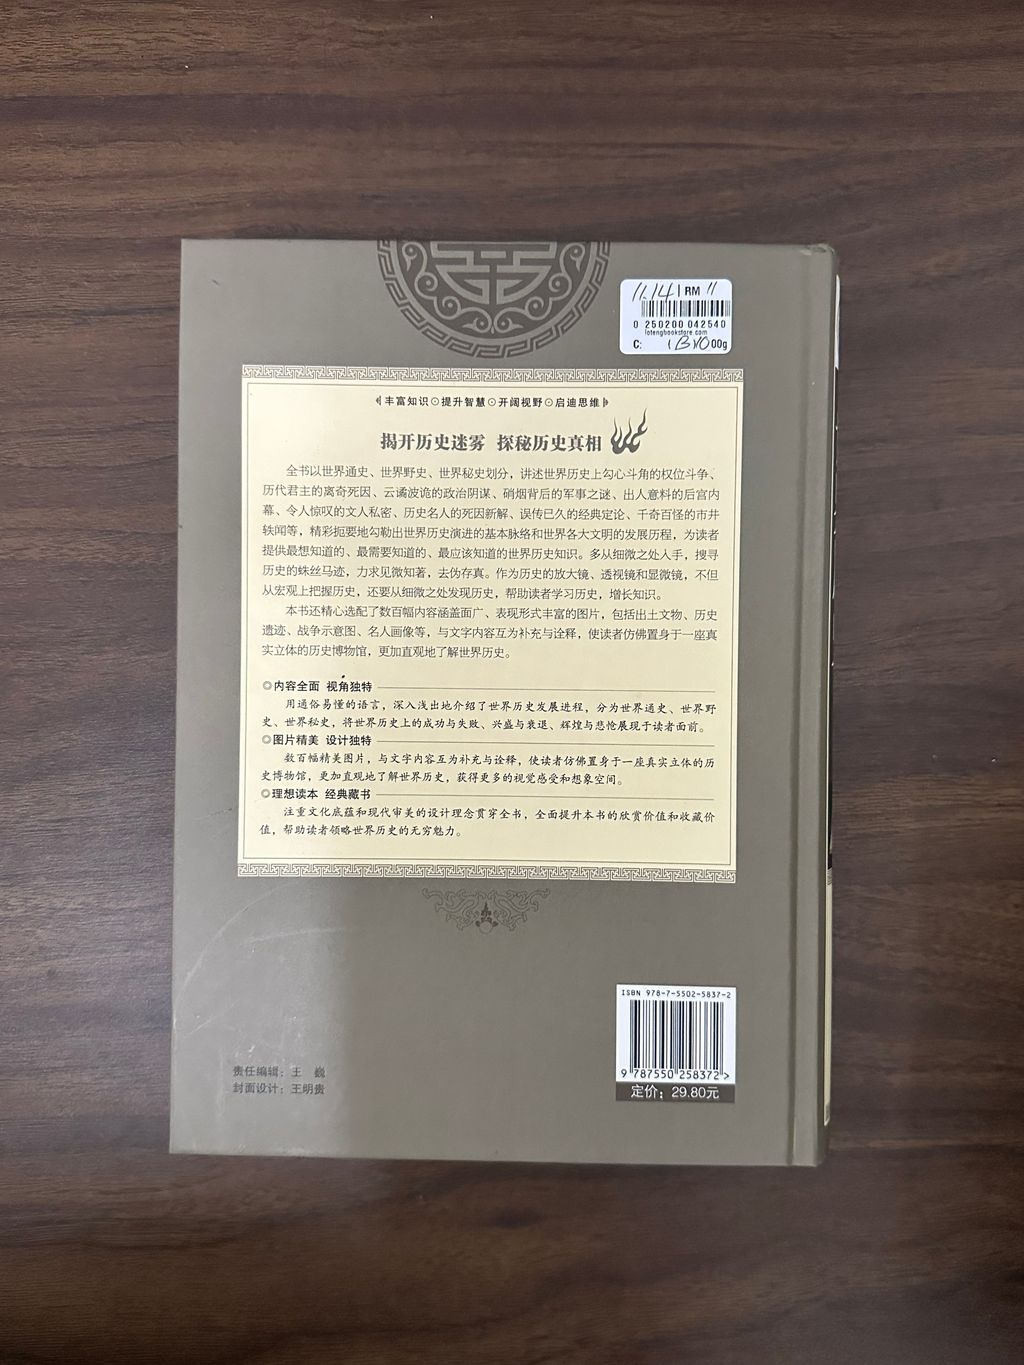 11.14 | RM 11
0 250200 042540
lotengbookstore.com
C: 00g
丰富知识⊙提升智慧⊙开阔视野⊙启迪思维
揭开历史迷雾 探秘历史真相
全书以世界通史、世界野史、世界秘史划分，讲述世界历史上勾心斗角的权位斗争、
历代君主的离奇死因、云谲波诡的政治阴谋、硝烟背后的军事之谜、出人意料的后宫内
幕、令人惊叹的文人私密、历史名人的死因新解、误传已久的经典定论、千奇百怪的市井
轶闻等，精彩扼要地勾勒出世界历史演进的基本脉络和世界各大文明的发展历程，为读者
提供最想知道的、最需要知道的、最应该知道的世界历史知识。多从细微之处入手，搜寻
历史的蛛丝马迹，力求见微知著，去伪存真。作为历史的放大镜、透视镜和显微镜，不但
从宏观上把握历史，还要从细微之处发现历史，帮助读者学习历史，增长知识。
本书还精心选配了数百幅内容涵盖面广、表现形式丰富的图片，包括出土文物、历史
遗迹、战争示意图、名人画像等，与文字内容互为补充与诠释，使读者仿佛置身于一座真
实立体的历史博物馆，更加直观地了解世界历史。
◎内容全面 视角独特
用通俗易懂的语言，深入浅出地介绍了世界历史发展进程，分为世界通史、世界野
史、世界秘史，将世界历史上的成功与失败、兴盛与衰退、辉煌与悲怆展现于读者面前。
◎图片精美 设计独特
数百幅精美图片，与文字内容互为补充与诠释，使读者仿佛置身于一座真实立体的历
史博物馆，更加直观地了解世界历史，获得更多的视觉感受和想象空间。
◎理想读本 经典藏书
注重文化底蕴和现代审美的设计理念贯穿全书，全面提升本书的欣赏价值和收藏价
值，帮助读者领略世界历史的无穷魅力。
ISBN 978-7-5502-5837-2
9 787550 258372 >
定价：29.80元
责任编辑：王 巍
封面设计：王明贵